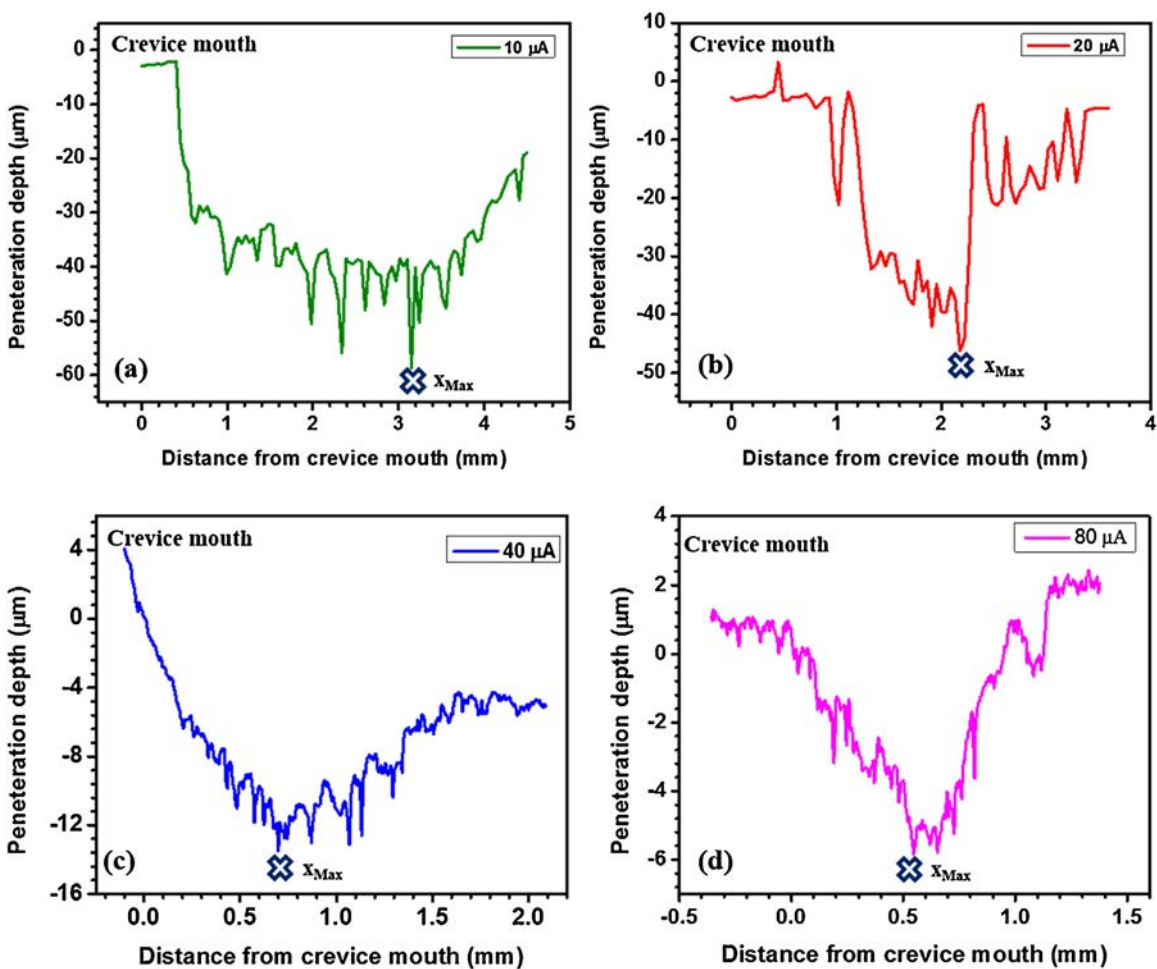 Crevice mouth
10 μA
0
-10
-20
-30
-40
-50
-60
Peneteration depth (μm)
(a)
xMax
0 1 2 3 4 5
Distance from crevice mouth (mm)
Crevice mouth
20 μA
10
0
-10
-20
-30
-40
-50
Peneteration depth (μm)
(b)
xMax
0 1 2 3 4
Distance from crevice mouth (mm)
Crevice mouth
40 μA
4
0
-4
-8
-12
-16
Peneteration depth (μm)
(c)
xMax
0.0 0.5 1.0 1.5 2.0
Distance from crevice mouth (mm)
Crevice mouth
80 μA
4
2
0
-2
-4
-6
Peneteration depth (μm)
(d)
xMax
-0.5 0.0 0.5 1.0 1.5
Distance from crevice mouth (mm)